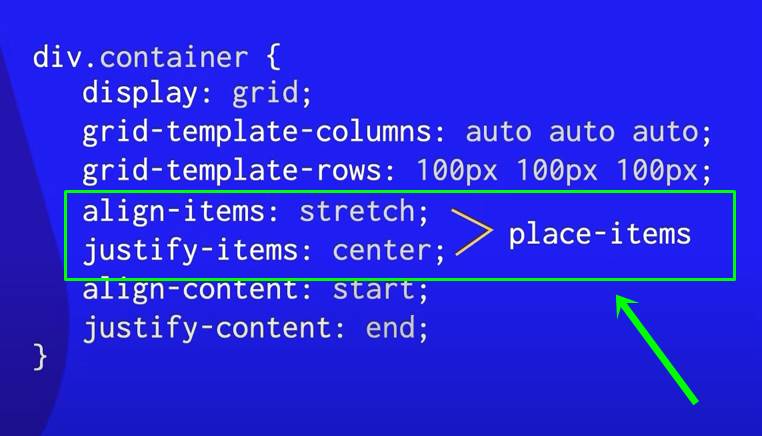 div.container {
display: grid;
grid-template-columns: auto auto auto;
grid-template-rows: 100px 100px 100px;
align-items: stretch;
justify-items: center;
place-items
align-content: start;
justify-content: end;
}